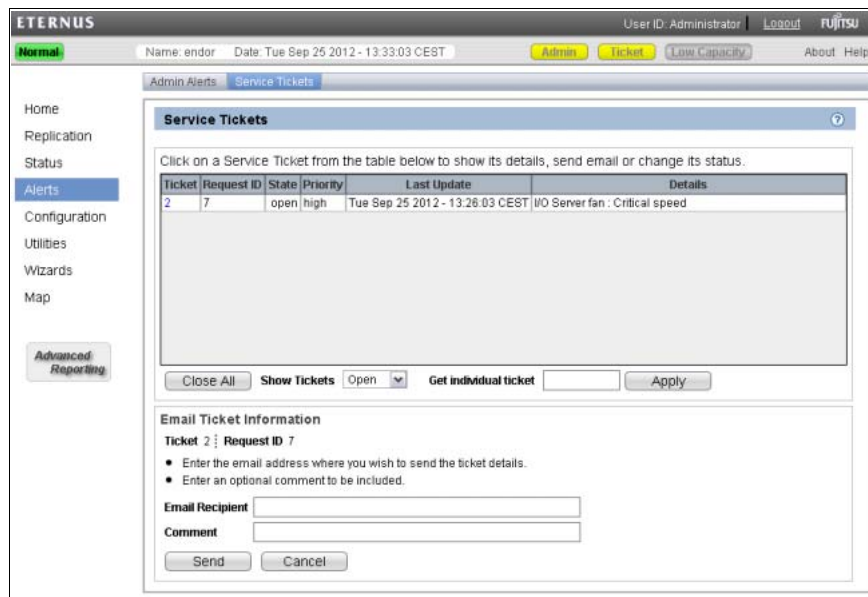 ETERNUS
User ID: Administrator Logout FUJITSU
Normal Name: endor Date: Tue Sep 25 2012 - 13:33:03 CEST Admin Ticket Low Capacity About Help
Admin Alerts Service Tickets
Home
Replication
Status
Alerts
Configuration
Utilities
Wizards
Map
Advanced
Reporting
Service Tickets ?
Click on a Service Ticket from the table below to show its details, send email or change its status.
Ticket Request ID State Priority Last Update Details
2 7 open high Tue Sep 25 2012 - 13:26:03 CEST I/O Server fan : Critical speed
Close All Show Tickets Open Get individual ticket Apply
Email Ticket Information
Ticket 2 Request ID 7
• Enter the email address where you wish to send the ticket details.
• Enter an optional comment to be included.
Email Recipient
Comment
Send Cancel